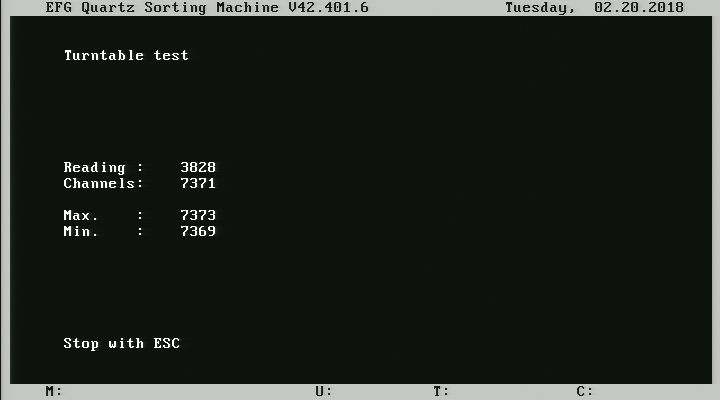 EFG Quartz Sorting Machine V42.401.6 Tuesday, 02.20.2018
Turntable test
Reading : 3828
Channels: 7371
Max. : 7373
Min. : 7369
Stop with ESC
M: U: T: C: